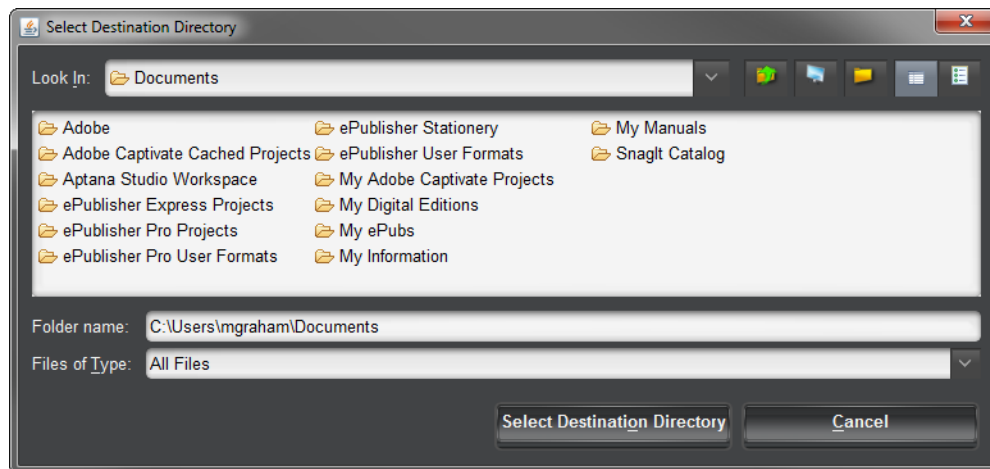 Select Destination Directory
Look In: Documents
Adobe
Adobe Captivate Cached Projects
Aptana Studio Workspace
ePublisher Express Projects
ePublisher Pro Projects
ePublisher Pro User Formats
ePublisher Stationery
ePublisher User Formats
My Adobe Captivate Projects
My Digital Editions
My ePubs
My Information
My Manuals
SnagIt Catalog
Folder name: C:\Users\mgraham\Documents
Files of Type: All Files
Select Destination Directory
Cancel